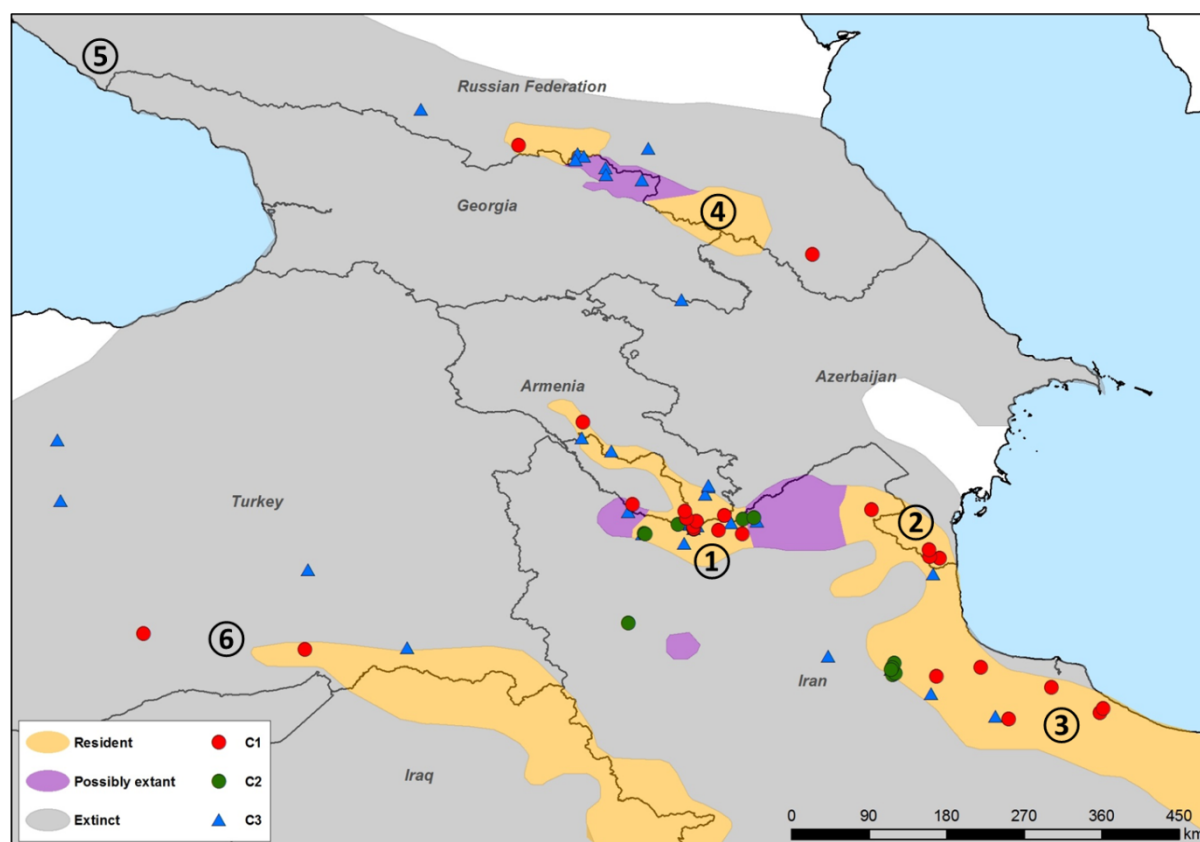 5
Russian Federation
4
Georgia
Armenia
Azerbaijan
Turkey
2
1
6
Iran
3
Iraq
Resident
C1
Possibly extant
C2
Extinct
C3
0 90 180 270 360 450
km